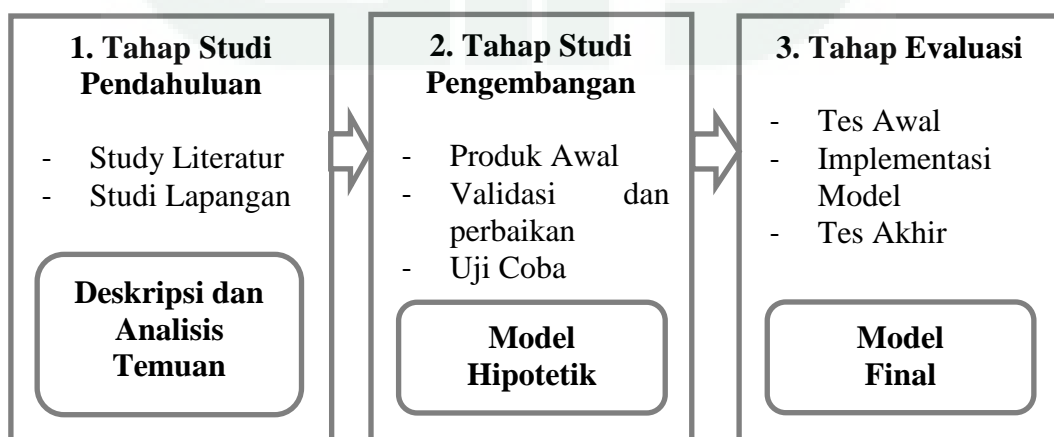 1. Tahap Studi
Pendahuluan
- Study Literatur
- Studi Lapangan
Deskripsi dan
Analisis
Temuan
2. Tahap Studi
Pengembangan
- Produk Awal
- Validasi dan
perbaikan
- Uji Coba
Model
Hipotetik
3. Tahap Evaluasi
- Tes Awal
- Implementasi
Model
- Tes Akhir
Model
Final